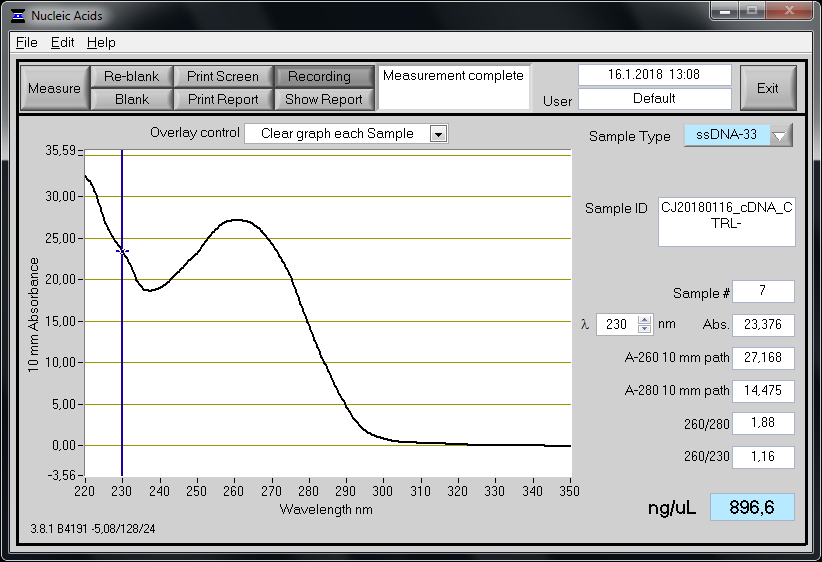 Nucleic Acids
File Edit Help
Measure
Re-blank
Print Screen
Recording
Blank
Print Report
Show Report
Measurement complete
16.1.2018 13:08
User
Default
Exit
Overlay control
Clear graph each Sample
Sample Type
ssDNA-33
Sample ID
CJ20180116_cDNA_C
TRL-
Sample #
7
λ 230 nm
Abs. 23,376
A-260 10 mm path 27,168
A-280 10 mm path 14,475
260/280 1,88
260/230 1,16
ng/uL 896,6
10 mm Absorbance
35,59
30,00
25,00
20,00
15,00
10,00
5,00
0,00
-3,56
220 230 240 250 260 270 280 290 300 310 320 330 340 350
Wavelength nm
3.8.1 B4191 -5,08/128/24